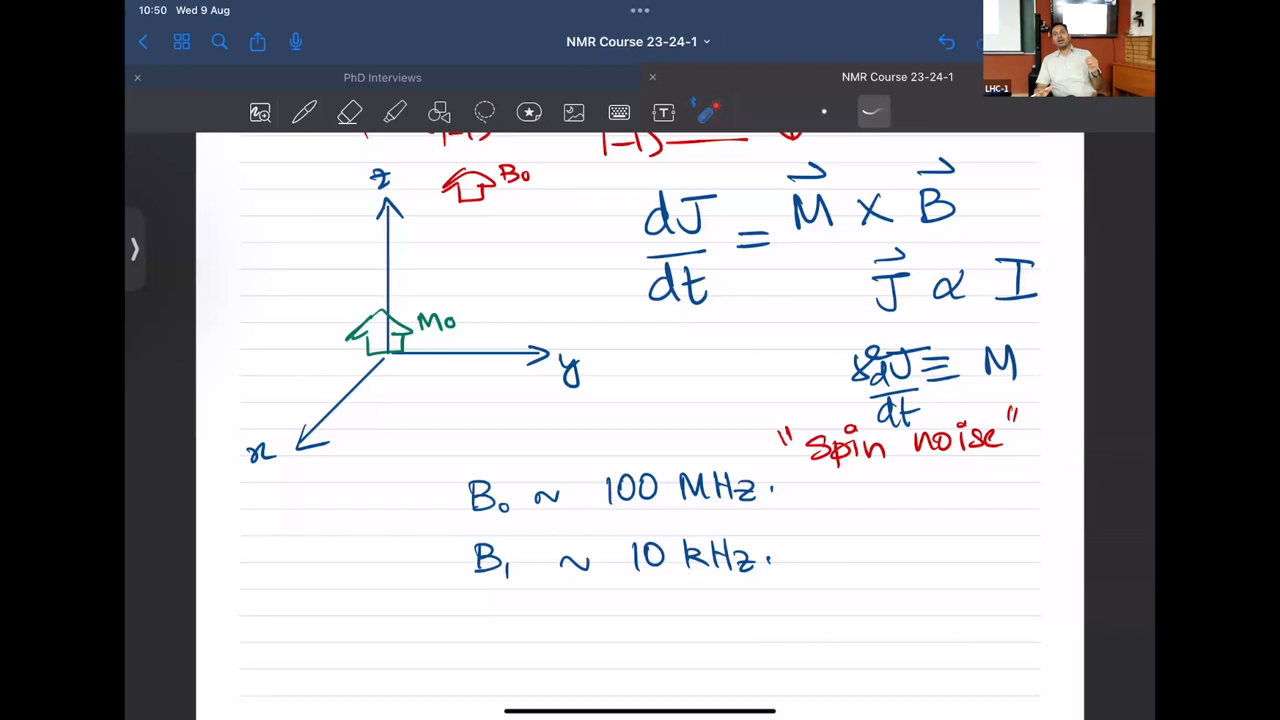 10:50 Wed 9 Aug
NMR Course 23-24-1
PhD Interviews
NMR Course 23-24-1
LHC-1
|-1⟩
z
B₀
dJ/dt = M⃗ × B⃗
J⃗ ∝ I
M₀
y
dJ/dt ≡ M
x
"spin noise"
B₀ ~ 100 MHz.
B₁ ~ 10 kHz.